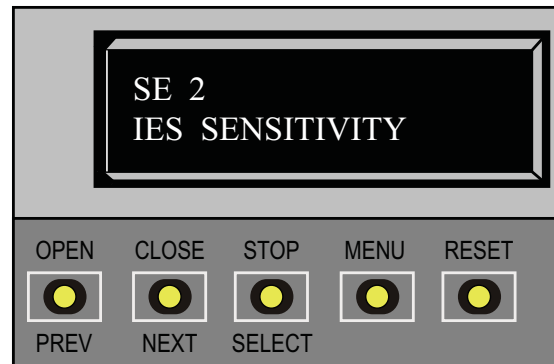 SE 2
IES SENSITIVITY
OPEN CLOSE STOP MENU RESET
PREV NEXT SELECT